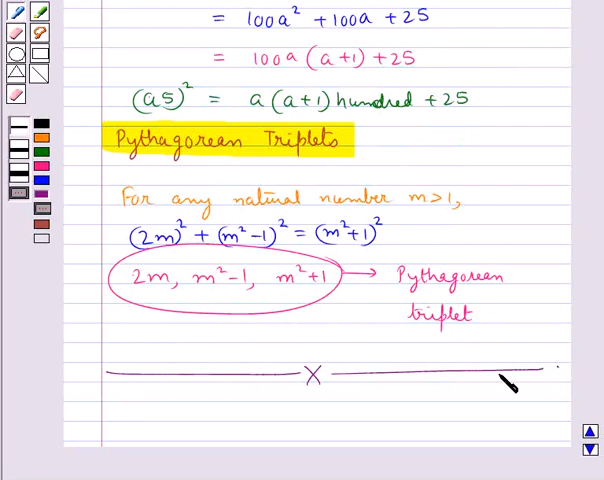 = 100a² + 100a + 25
= 100a (a+1) + 25
(a5)² = a(a+1) hundred + 25
Pythagorean Triplets
For any natural number m>1,
(2m)² + (m²-1)² = (m²+1)²
2m, m²-1, m²+1 → Pythagorean
triplet
X